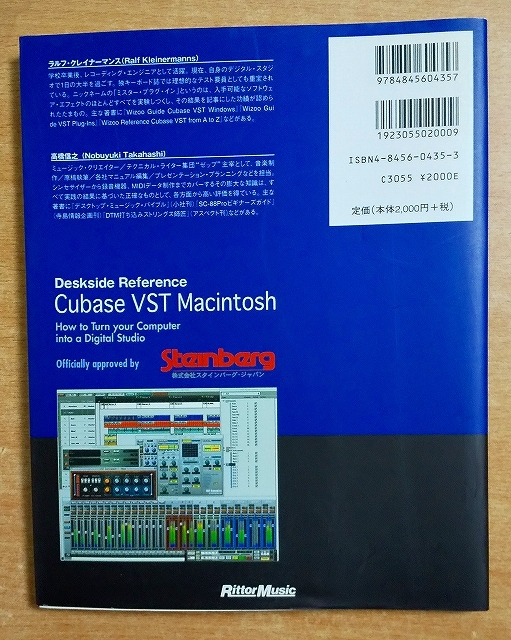 ラルフ・クレイナーマンス(Ralf Kleinermanns)
学校卒業後、レコーディング・エンジニアとして活躍。現在、自身のデジタル・スタジ
オで1日の大半を過ごす。独キーボード誌では理想的なテスト要員としても重宝され
ている。ニックネームの「ミスター・プラグ・イン」というのは、入手可能なソフトウェ
ア・エフェクトのほとんどすべてを実験しつくし、その結果を記事にした功績が認めら
れたたまもの。主な著書に『Wizoo Guide Cubase VST Windows』『Wizoo Gui
de VST Plug-Ins』『Wizoo Reference Cubase VST from A to Z』などがある。
高橋信之 (Nobuyuki Takahashi)
ミュージック・クリエイター/テクニカル・ライター集団"ゼップ"主宰として、音楽制
作/原稿執筆/各社マニュアル編集/プレゼンテーション・プランニングなどを担当。
シンセサイザーから録音機器、MIDIデータ制作までカバーするその膨大な知識は、す
べて実践の結果に基づいた正確なものとして、各方面から高い評価を得ている。主な
著書に『デスクトップ・ミュージック・バイブル』(小社刊)『SC-88Proビギナーズガイド』
(寺島情報企画刊)『DTM打ち込みストリングス師匠』(アスペクト刊)などがある。
9784845604357
1923055020009
ISBN4-8456-0435-3
C3055 ¥2000E
定価(本体2,000円+税)
Deskside Reference
Cubase VST Macintosh
How to Turn your Computer
into a Digital Studio
Officially approved by Steinberg
株式会社スタインバーグ・ジャパン
RittorMusic